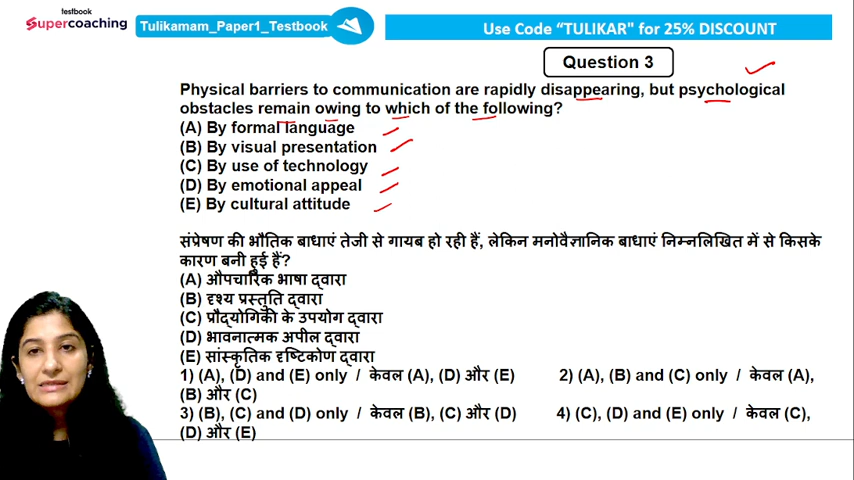 testbook
Supercoaching
Tulikamam_Paper1_Testbook
Use Code “TULIKAR" for 25% DISCOUNT
Question 3
Physical barriers to communication are rapidly disappearing, but psychological
obstacles remain owing to which of the following?
(A) By formal language
(B) By visual presentation
(C) By use of technology
(D) By emotional appeal
(E) By cultural attitude
संप्रेषण की भौतिक बाधाएं तेजी से गायब हो रही हैं, लेकिन मनोवैज्ञानिक बाधाएं निम्नलिखित में से किसके
कारण बनी हुई हैं?
(A) औपचारिक भाषा द्वारा
(B) दृश्य प्रस्तुति द्वारा
(C) प्रौद्योगिकी के उपयोग द्वारा
(D) भावनात्मक अपील द्वारा
(E) सांस्कृतिक दृष्टिकोण द्वारा
1) (A), (D) and (E) only / केवल (A), (D) और (E) 2) (A), (B) and (C) only / केवल (A),
(B) और (C)
3) (B), (C) and (D) only / केवल (B), (C) और (D) 4) (C), (D) and (E) only / केवल (C),
(D) और (E)